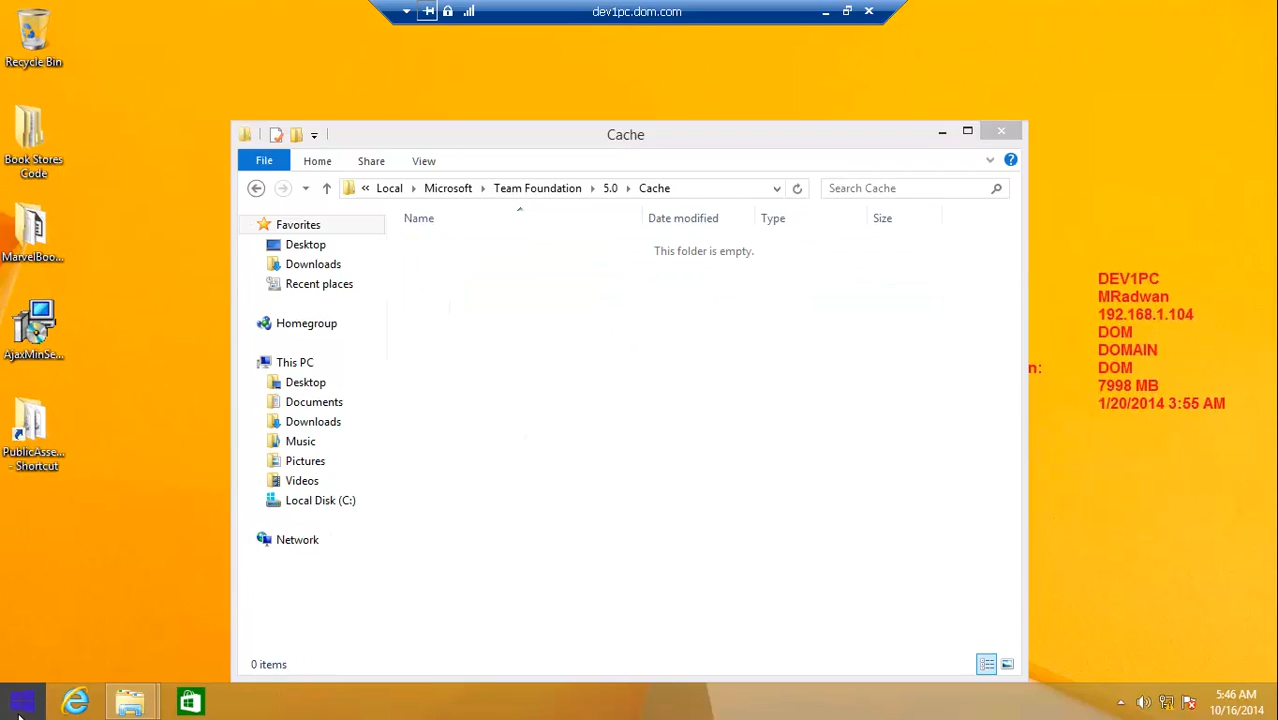 dev1pc.dom.com
Recycle Bin
Book Stores
Code
MarvelBoo...
AjaxMinSe...
PublicAsse...
- Shortcut
Cache
File Home Share View
« Local Microsoft Team Foundation 5.0 Cache
Search Cache
Name Date modified Type Size
This folder is empty.
Favorites
Desktop
Downloads
Recent places
Homegroup
This PC
Desktop
Documents
Downloads
Music
Pictures
Videos
Local Disk (C:)
Network
0 items
DEV1PC
MRadwan
192.168.1.104
DOM
DOMAIN
n: DOM
7998 MB
1/20/2014 3:55 AM
5:46 AM
10/16/2014